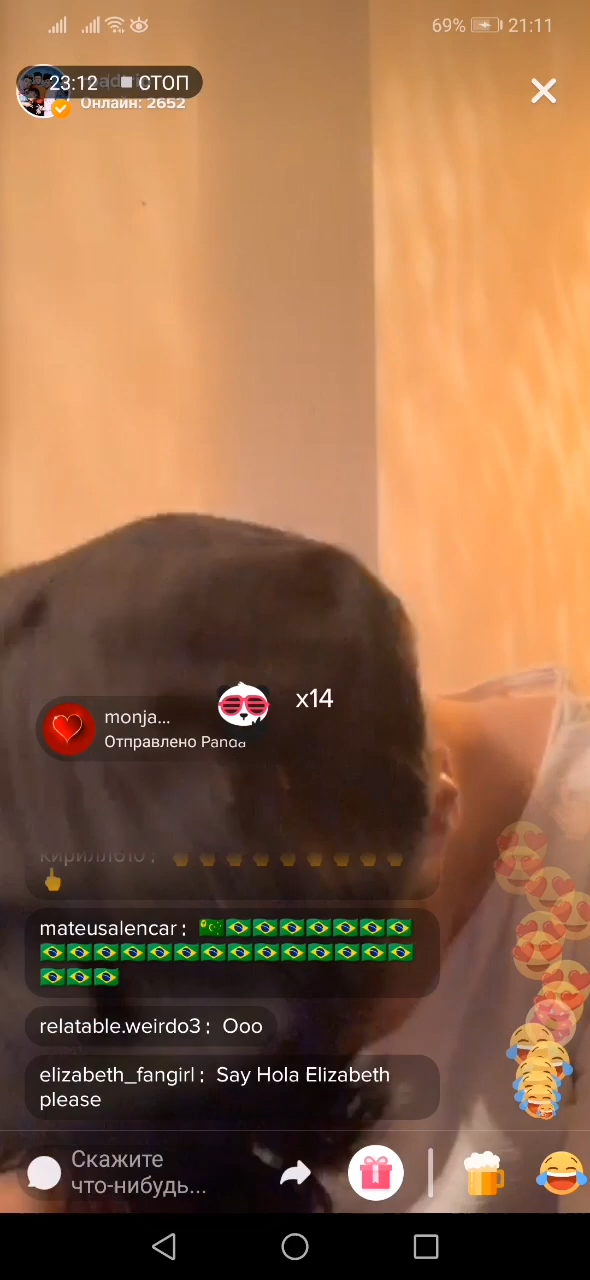 69% 21:11
23:12 СТОП
Онлайн: 2652
x14
monja...
Отправлено Panda
кирилл616 :
mateusalencar :
relatable.weirdo3 : Ooo
elizabeth_fangirl : Say Hola Elizabeth
please
Скажите
что-нибудь...